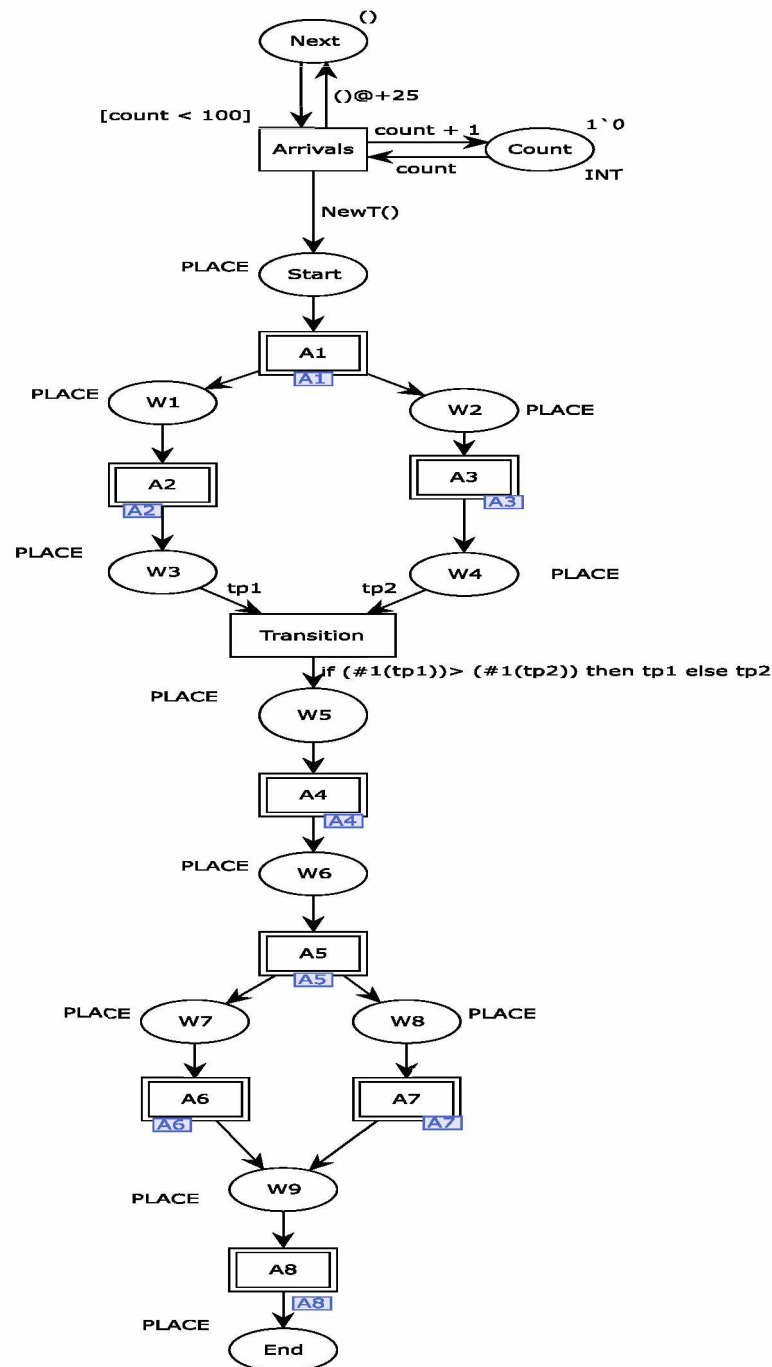 ()
Next
()@+25
[count < 100]
count + 1
1`0
Arrivals
Count
count
INT
NewT()
PLACE
Start
A1
A1
PLACE
W1
W2
PLACE
A2
A3
A2
A3
PLACE
W3
W4
PLACE
tp1
tp2
Transition
if (#1(tp1))> (#1(tp2)) then tp1 else tp2
PLACE
W5
A4
A4
PLACE
W6
A5
A5
PLACE
W7
W8
PLACE
A6
A7
A6
A7
W9
PLACE
A8
A8
PLACE
End